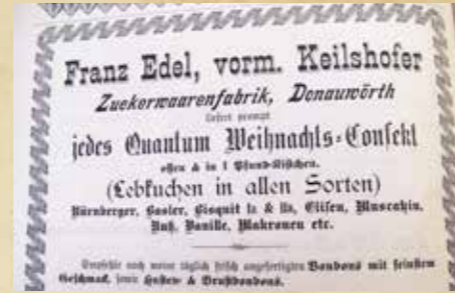 Franz Edel, vorm. Keilshofer
Zuckerwaarenfabrik, Donauwörth
liefert prompt
jedes Quantum Weihnachts-Confekt
offen & in 1 Pfund-Kistchen.
(Lebkuchen in allen Sorten)
Nürnberger, Basler, Bisquit Ia & IIa, Elisen, Muscazin,
Nuß, Vanille, Makronen etc.
Empfehle noch meine täglich frisch angefertigten Bonbons mit feinstem
Geschmack, sowie Husten- & Brustbonbons.